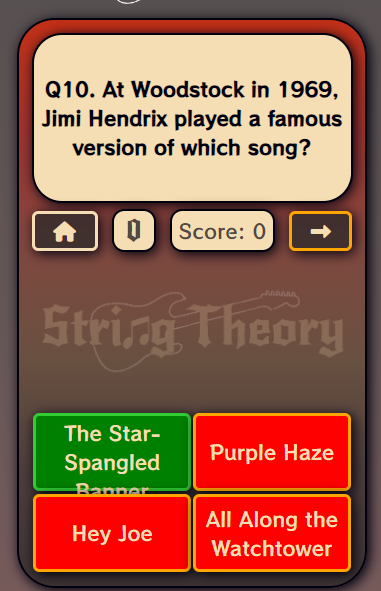 Q10. At Woodstock in 1969,
Jimi Hendrix played a famous
version of which song?
0
Score: 0
String Theory
The Star-
Spangled
Banner
Purple Haze
Hey Joe
All Along the
Watchtower